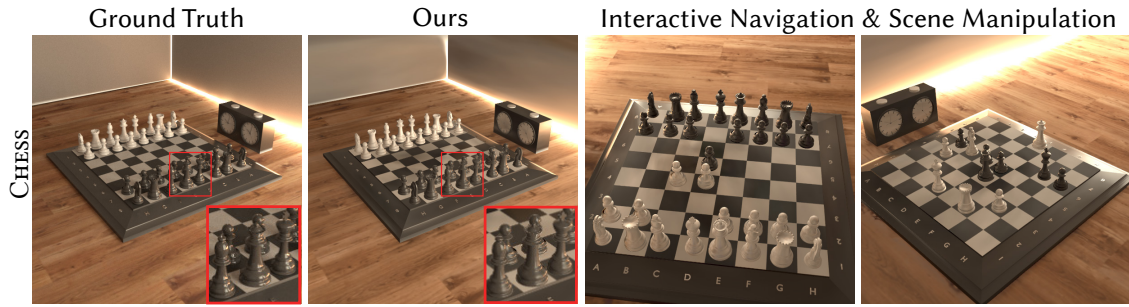 Ground Truth
Ours
Interactive Navigation & Scene Manipulation
CHESS
A B C D E F G H